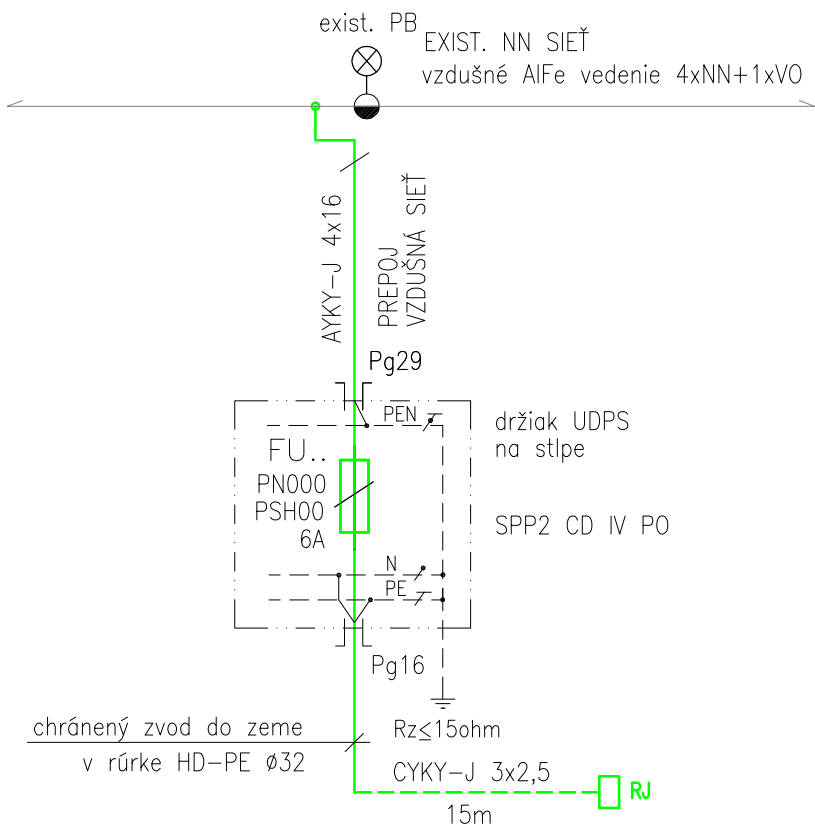 exist. PB
EXIST. NN SIEŤ
vzdušné AlFe vedenie 4xNN+1xVO
AYKY-J 4x16
PREPOJ
VZDUŠNÁ SIEŤ
Pg29
PEN
držiak UDPS
na stĺpe
FU..
PN000
PSH00
6A
SPP2 CD IV PO
N
PE
Pg16
chránený zvod do zeme
v rúrke HD-PE ø32
Rz≤15ohm
CYKY-J 3x2,5
15m
RJ